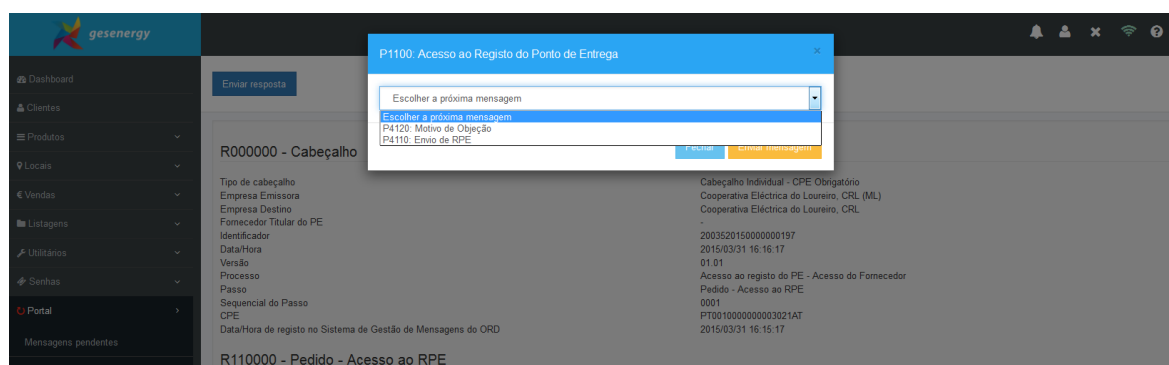 gesenergy
P1100: Acesso ao Registo do Ponto de Entrega
×
Dashboard
Enviar resposta
Escolher a próxima mensagem
Clientes
Escolher a próxima mensagem
P4120: Motivo de Objeção
P4110: Envio de RPE
Produtos
Fechar
Enviar mensagem
R000000 - Cabeçalho
Locais
Tipo de cabeçalho
Cabeçalho Individual - CPE Obrigatório
€ Vendas
Empresa Emissora
Cooperativa Eléctrica do Loureiro, CRL (ML)
Empresa Destino
Cooperativa Eléctrica do Loureiro, CRL
Listagens
Fornecedor Titular do PE
-
Identificador
2003520150000000197
Utilitários
Data/Hora
2015/03/31 16:16:17
Versão
01.01
Senhas
Processo
Acesso ao registo do PE - Acesso do Fornecedor
Passo
Pedido - Acesso ao RPE
Sequencial do Passo
0001
Portal
CPE
PT0010000000003021AT
Data/Hora de registo no Sistema de Gestão de Mensagens do ORD
2015/03/31 16:15:17
Mensagens pendentes
R110000 - Pedido - Acesso ao RPE